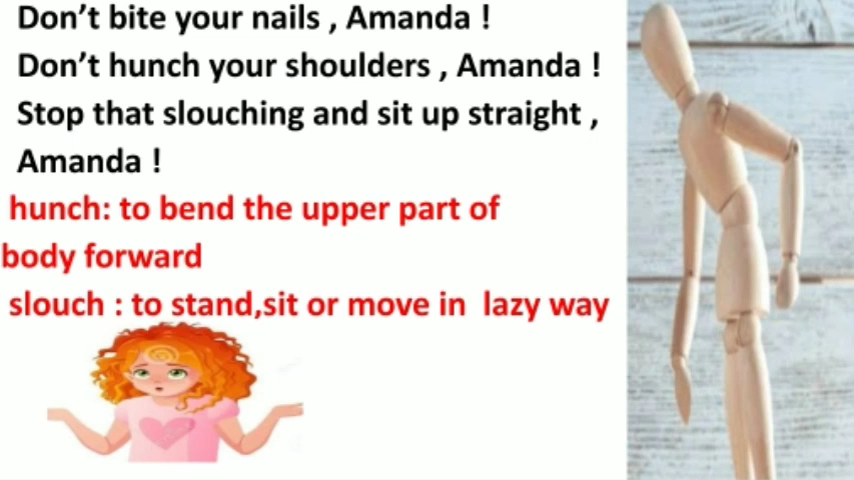 Don’t bite your nails , Amanda !
Don’t hunch your shoulders , Amanda !
Stop that slouching and sit up straight ,
Amanda !
hunch: to bend the upper part of
body forward
slouch : to stand,sit or move in lazy way